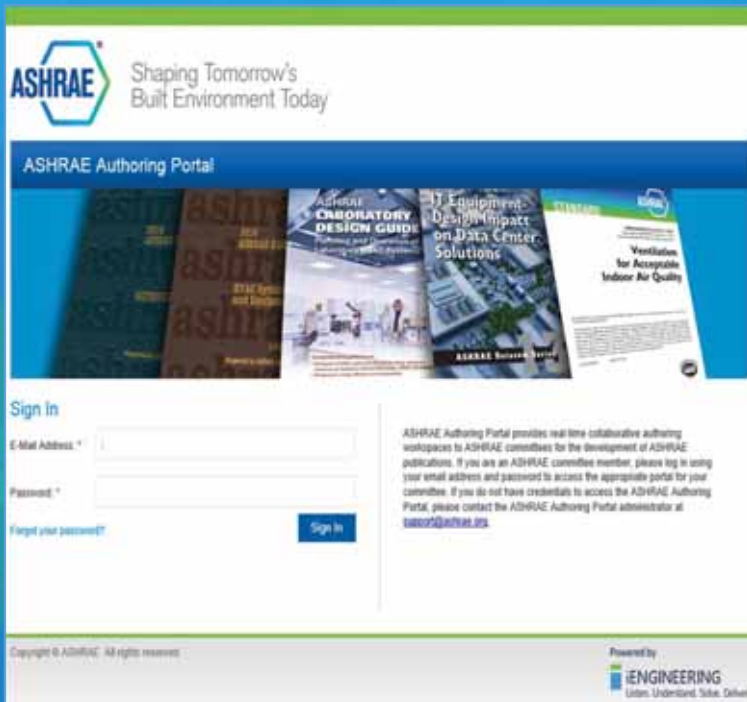 ASHRAE
Shaping Tomorrow's
Built Environment Today
ASHRAE Authoring Portal
ashrae
ASHRAE
LABORATORY
DESIGN GUIDE
IT Equipment
Design Impact
on Data Center
Solutions
ASHRAE Datacom Series
STANDARD
ASHRAE
Ventilation
for Acceptable
Indoor Air Quality
Sign In
E-Mail Address: *
Password: *
Forgot your password?
Sign In
ASHRAE Authoring Portal provides real-time collaborative authoring
workspaces to ASHRAE committees for the development of ASHRAE
publications. If you are an ASHRAE committee member, please log in using
your email address and password to access the appropriate portal for your
committee. If you do not have credentials to access the ASHRAE Authoring
Portal, please contact the ASHRAE Authoring Portal administrator at
support@ashrae.org.
Copyright © ASHRAE. All rights reserved.
Powered by
iENGINEERING
Listen. Understand. Solve. Deliver